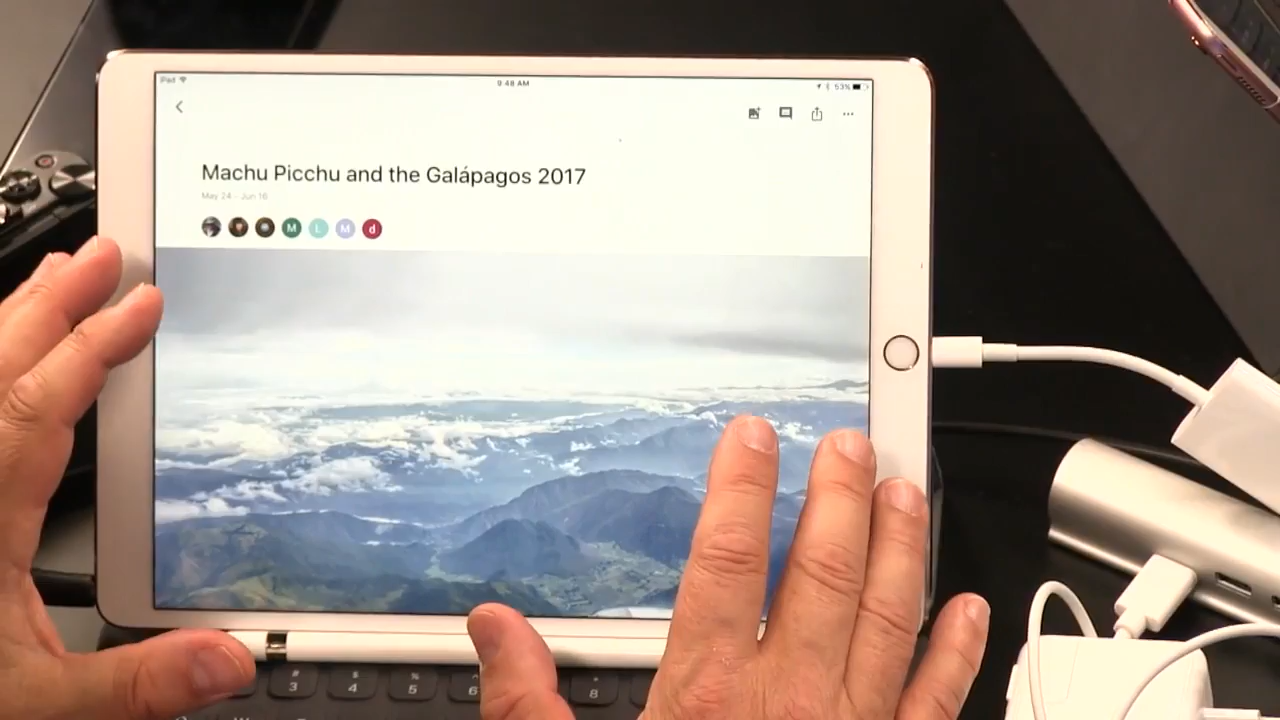 iPad 9:48 AM 53%
Machu Picchu and the Galápagos 2017
May 24 - Jun 16
M L M d
# $ %
3 4 5 6 8